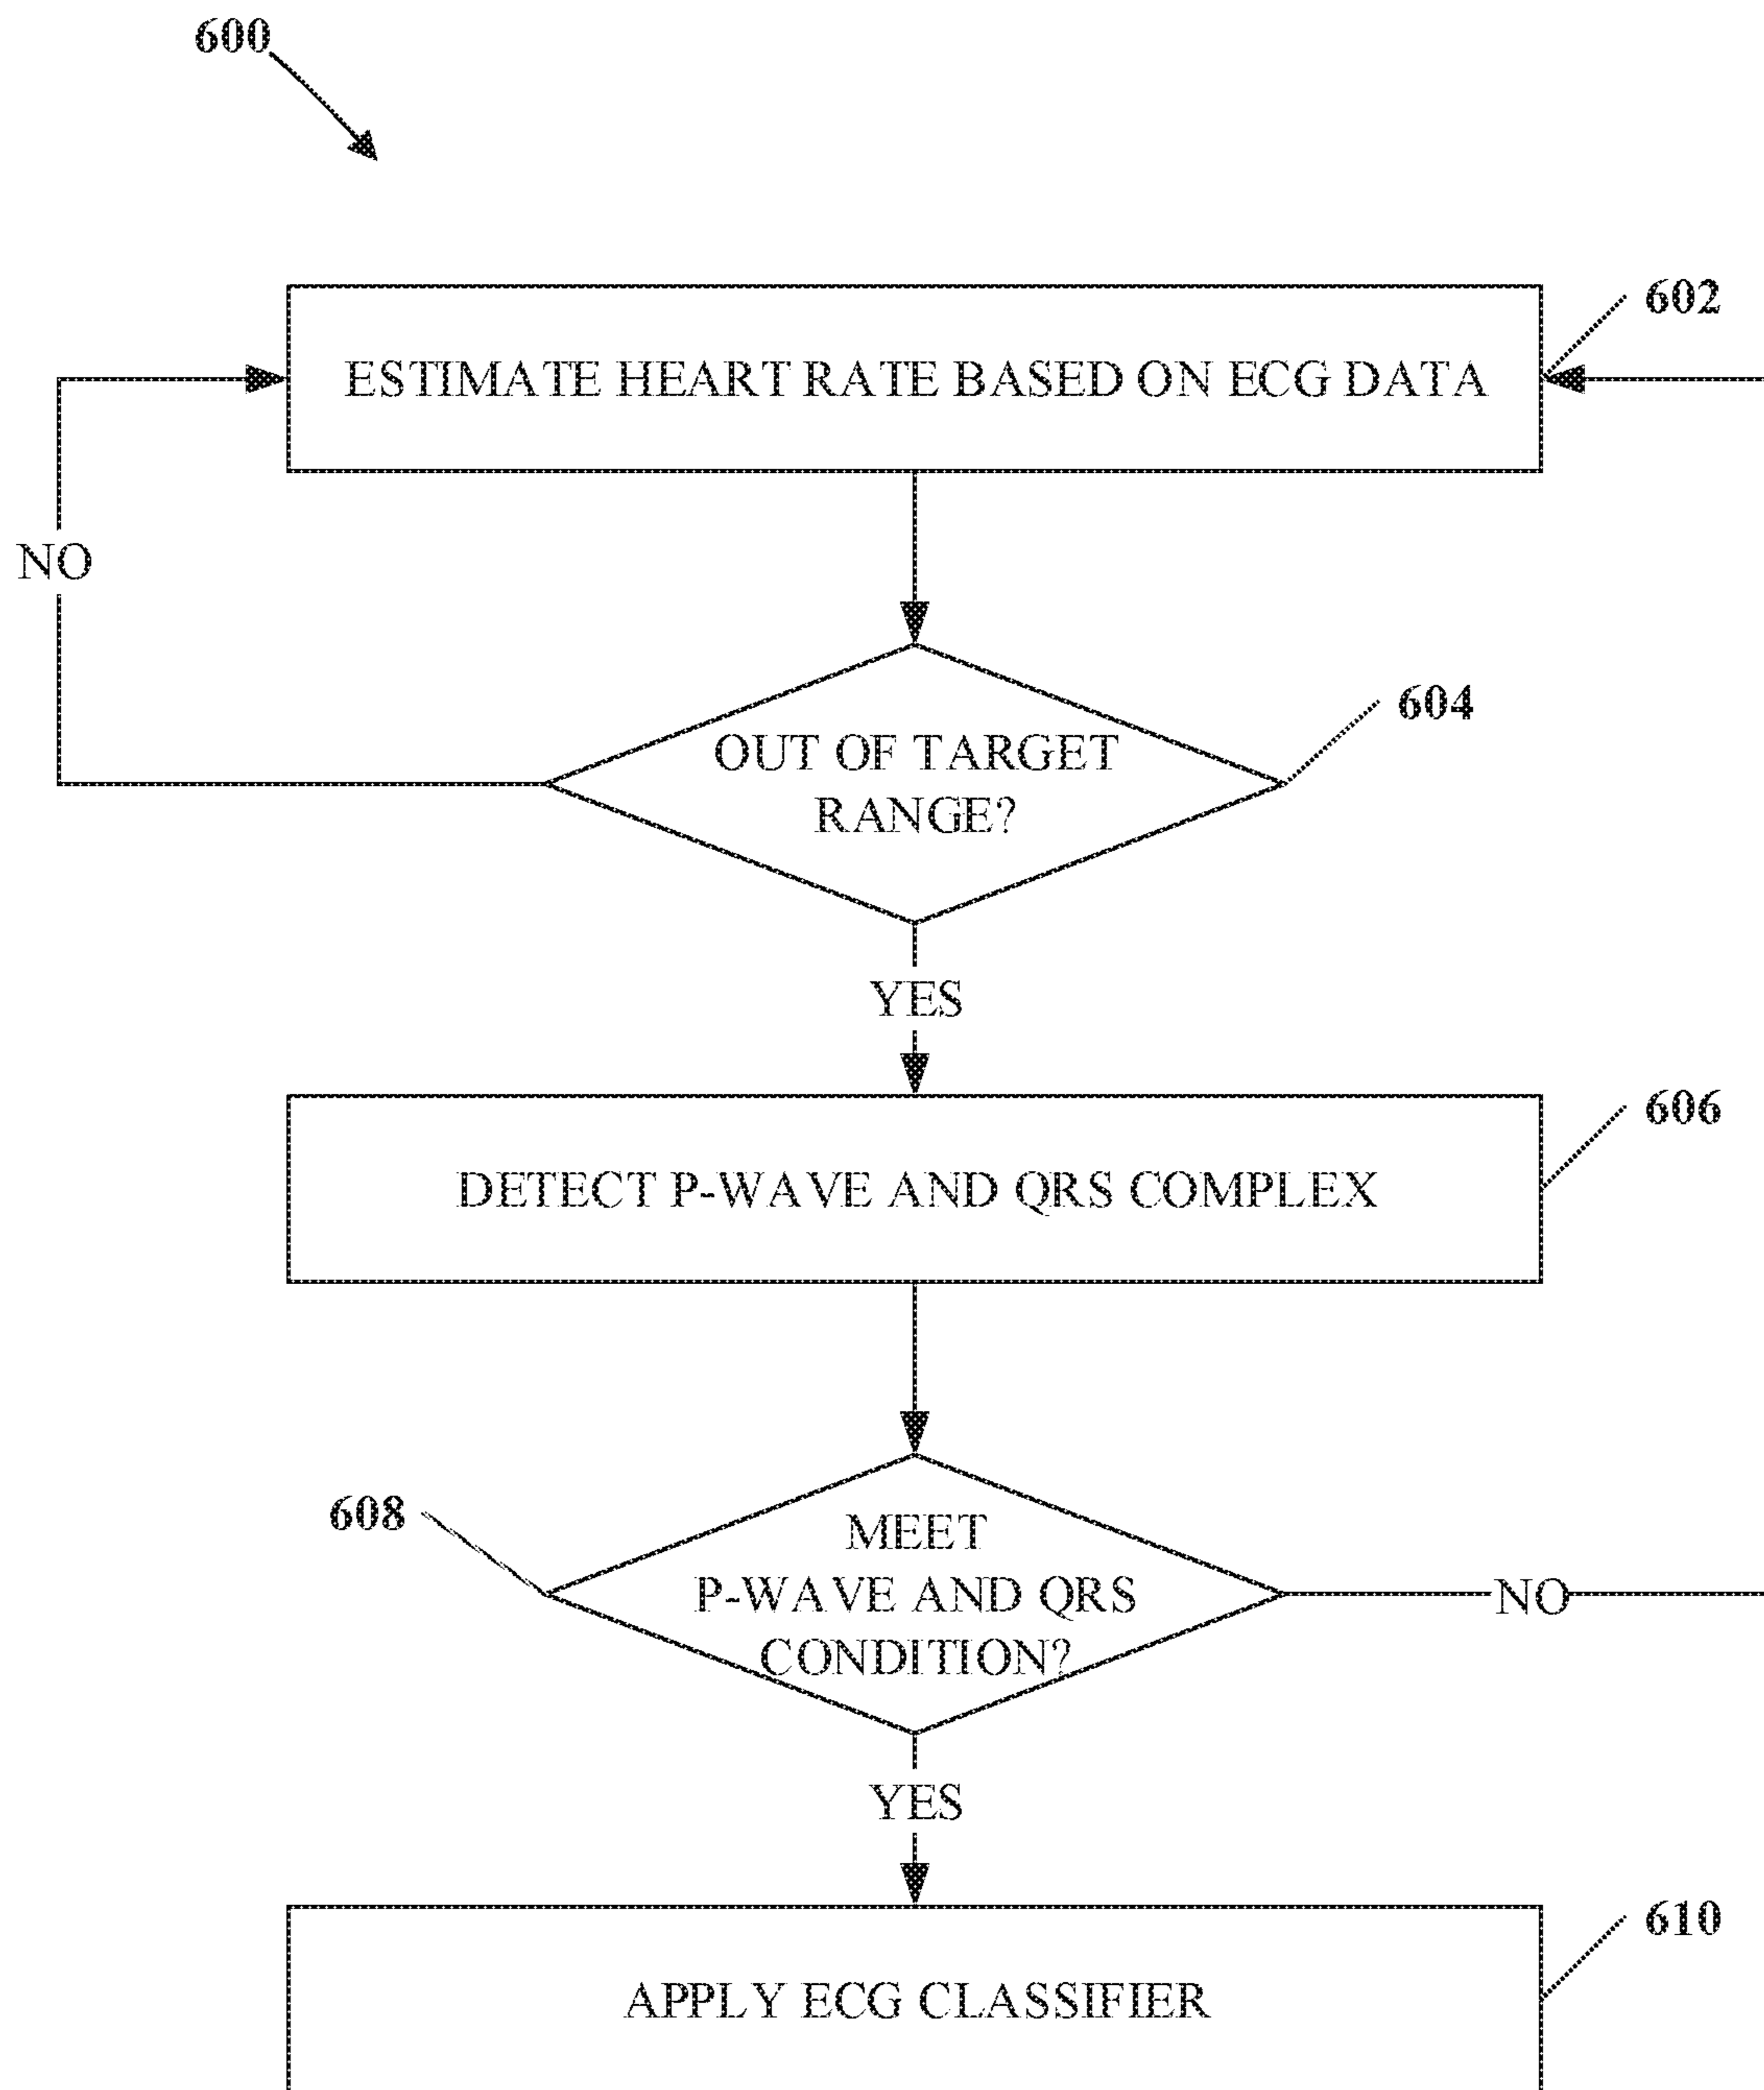 600
602
ESTIMATE HEART RATE BASED ON ECG DATA
NO
604
OUT OF TARGET
RANGE?
YES
606
DETECT P-WAVE AND QRS COMPLEX
608
MEET
P-WAVE AND QRS
CONDITION?
NO
YES
610
APPLY ECG CLASSIFIER